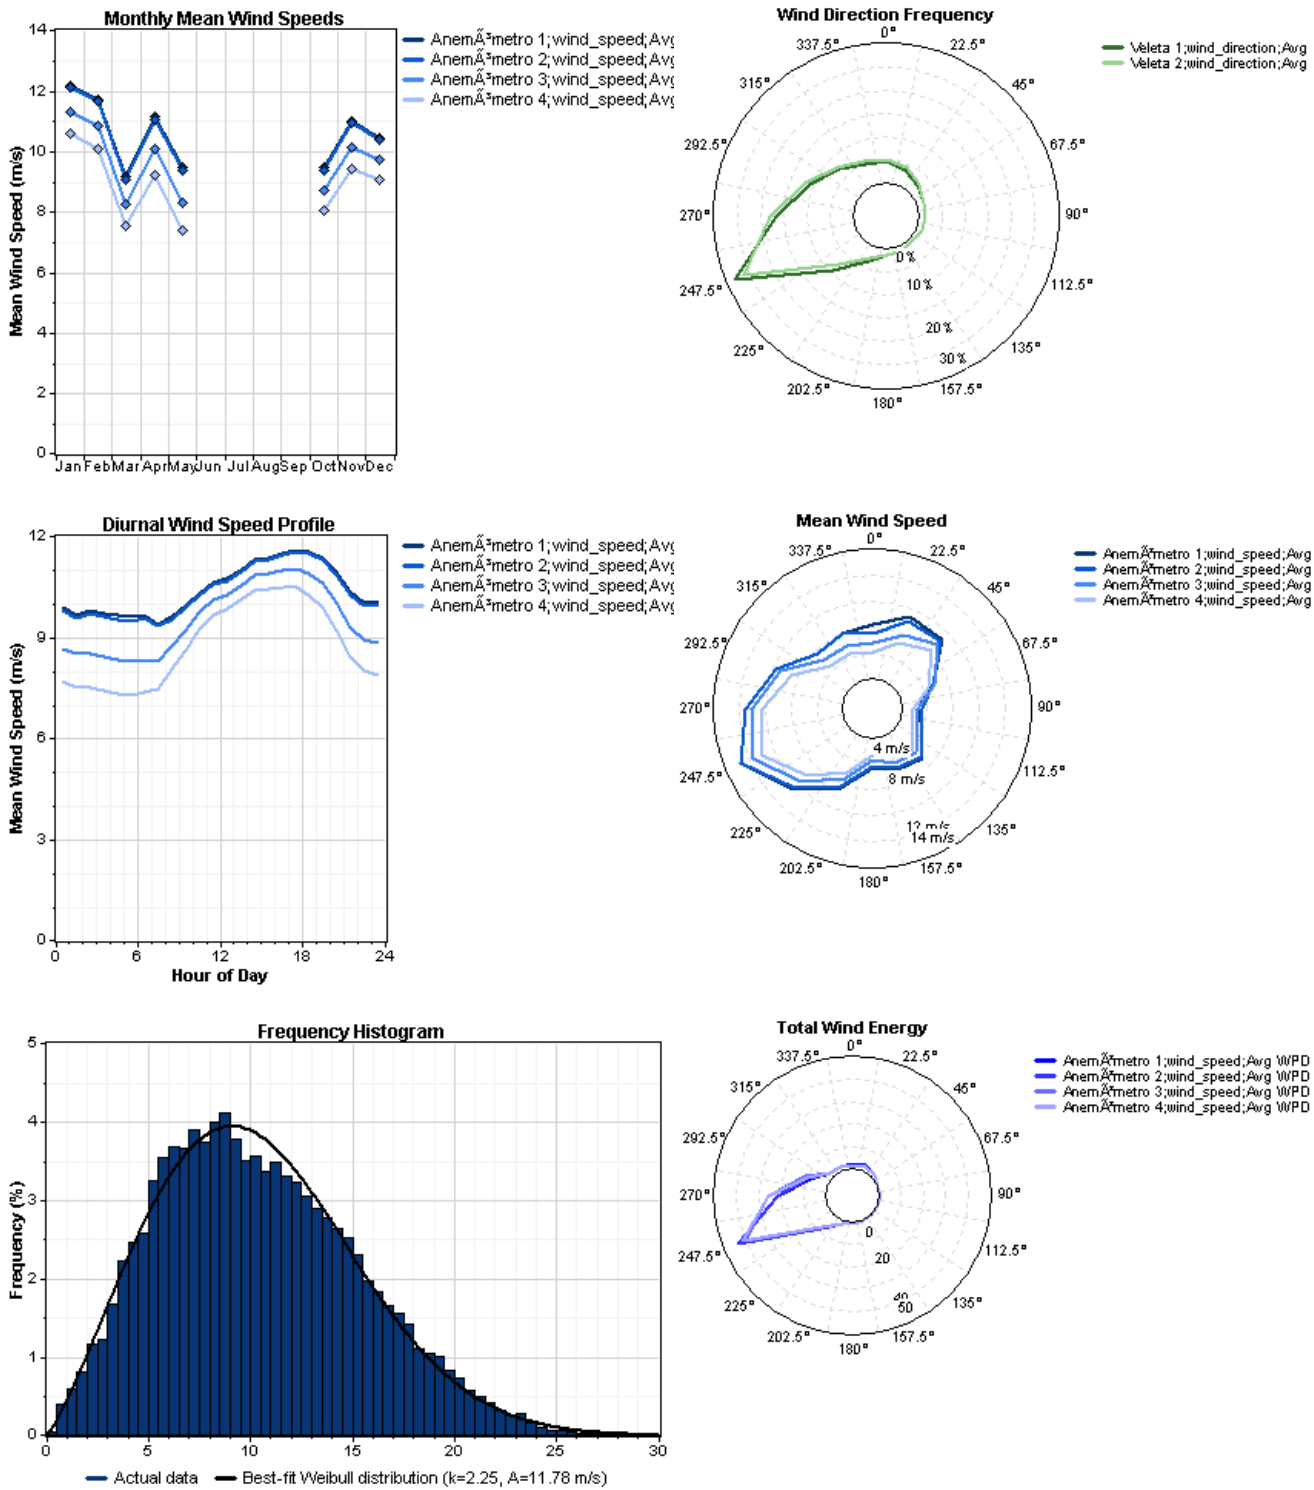 Monthly Mean Wind Speeds
14
12
10
8
6
4
2
0
Mean Wind Speed (m/s)
Jan Feb Mar Apr May Jun Jul Aug Sep Oct Nov Dec
AnemÃ³metro 1;wind_speed;Avg
AnemÃ³metro 2;wind_speed;Avg
AnemÃ³metro 3;wind_speed;Avg
AnemÃ³metro 4;wind_speed;Avg
Wind Direction Frequency
0°
22.5°
45°
67.5°
90°
112.5°
135°
157.5°
180°
202.5°
225°
247.5°
270°
292.5°
315°
337.5°
0%
10%
20%
30%
Veleta 1;wind_direction;Avg
Veleta 2;wind_direction;Avg
Diurnal Wind Speed Profile
12
9
6
3
0
Mean Wind Speed (m/s)
0 6 12 18 24
Hour of Day
AnemÃ³metro 1;wind_speed;Avg
AnemÃ³metro 2;wind_speed;Avg
AnemÃ³metro 3;wind_speed;Avg
AnemÃ³metro 4;wind_speed;Avg
Mean Wind Speed
0°
22.5°
45°
67.5°
90°
112.5°
135°
157.5°
180°
202.5°
225°
247.5°
270°
292.5°
315°
337.5°
4 m/s
8 m/s
12 m/s
14 m/s
AnemÃ³metro 1;wind_speed;Avg
AnemÃ³metro 2;wind_speed;Avg
AnemÃ³metro 3;wind_speed;Avg
AnemÃ³metro 4;wind_speed;Avg
Frequency Histogram
5
4
3
2
1
0
Frequency (%)
0 5 10 15 20 25 30
Actual data
Best-fit Weibull distribution (k=2.25, A=11.78 m/s)
Total Wind Energy
0°
22.5°
45°
67.5°
90°
112.5°
135°
157.5°
180°
202.5°
225°
247.5°
270°
292.5°
315°
337.5°
0
20
40
50
AnemÃ³metro 1;wind_speed;Avg WPD
AnemÃ³metro 2;wind_speed;Avg WPD
AnemÃ³metro 3;wind_speed;Avg WPD
AnemÃ³metro 4;wind_speed;Avg WPD